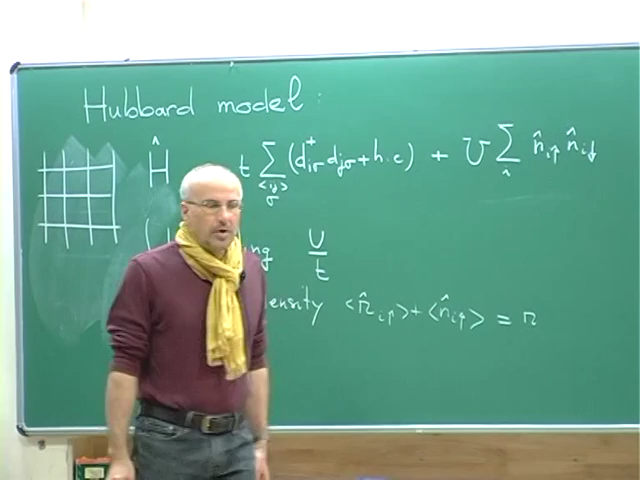 Hubbard model :
Ĥ t ∑<ij>σ (d⁺iσ djσ + h.c) + U ∑i n̂i↑ n̂i↓
U/t
ensity <n̂i↑> + <n̂i↑> = n